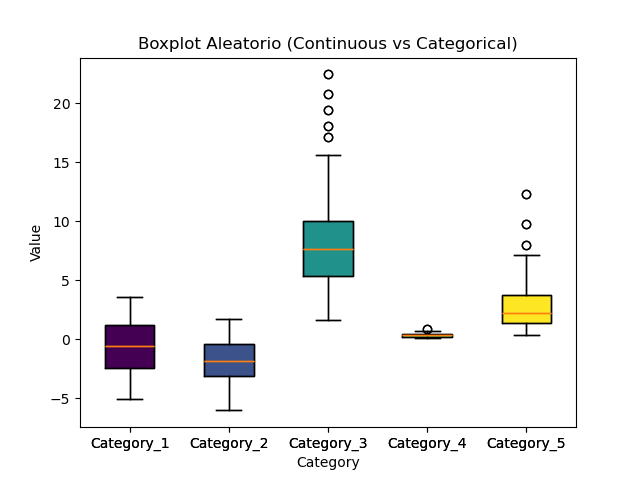 Boxplot Aleatorio (Continuous vs Categorical)
Value
20
15
10
5
0
−5
Category_1 Category_2 Category_3 Category_4 Category_5
Category